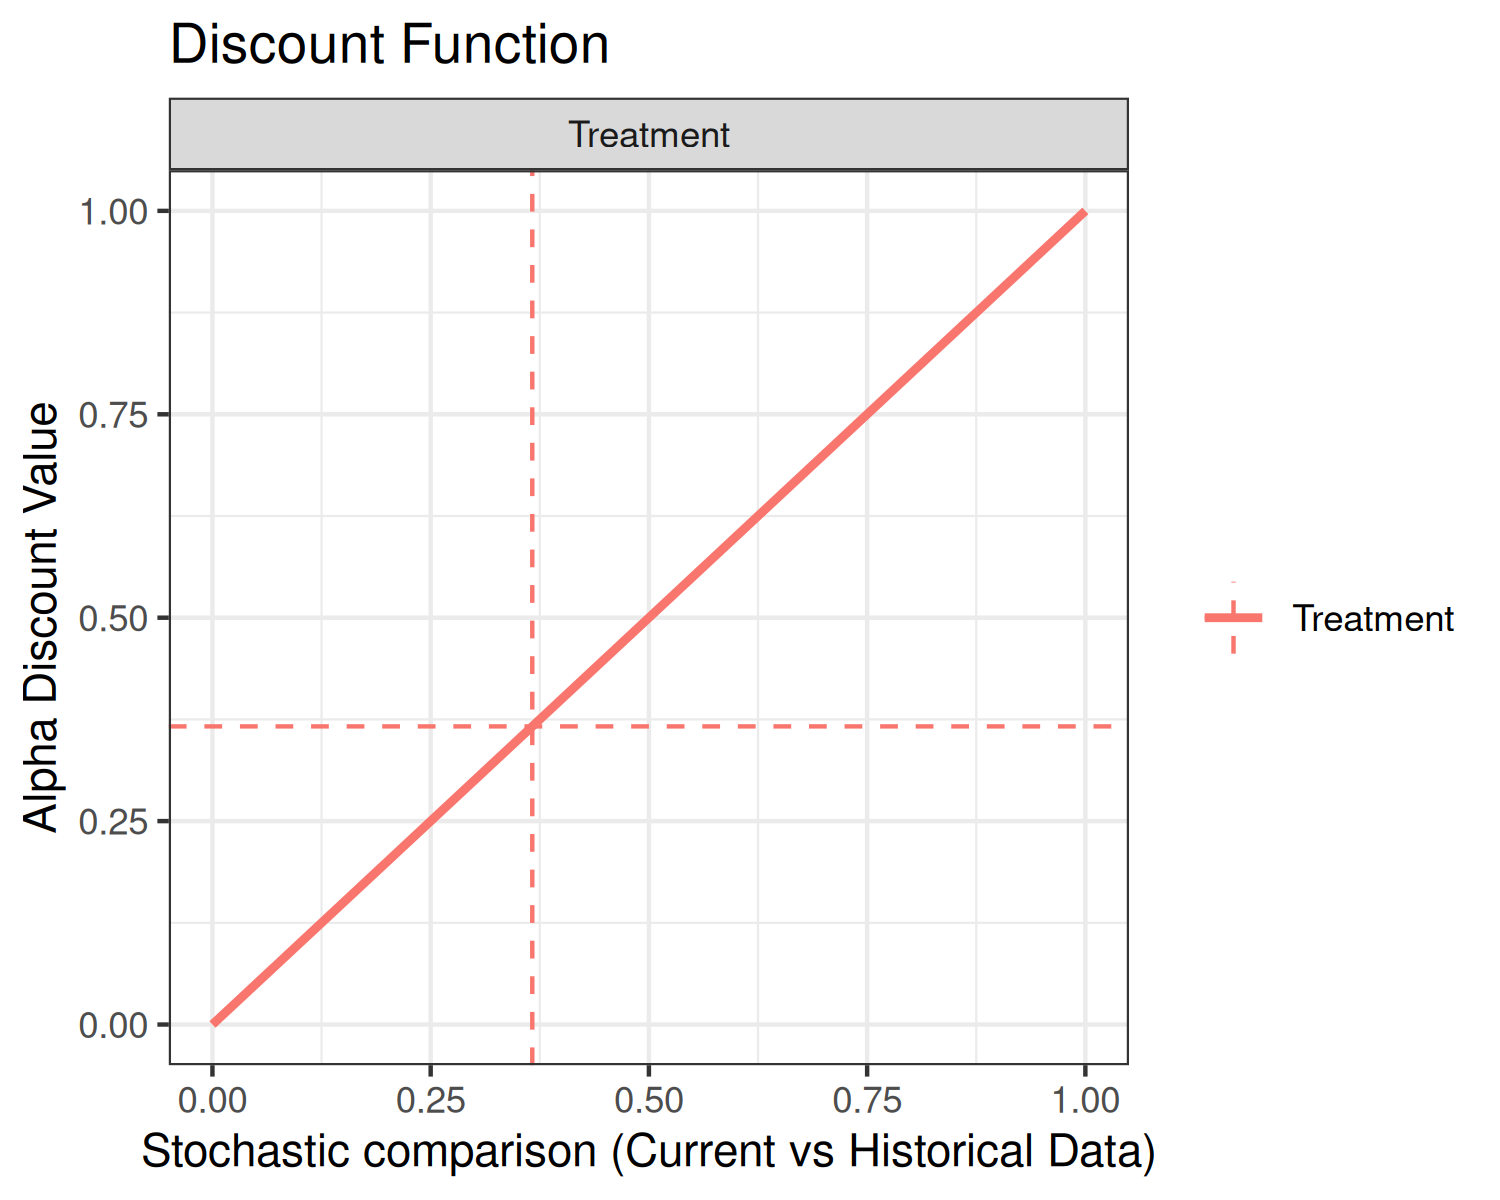 Discount Function
Treatment
Alpha Discount Value
1.00
0.75
0.50
0.25
0.00
0.00 0.25 0.50 0.75 1.00
Stochastic comparison (Current vs Historical Data)
Treatment